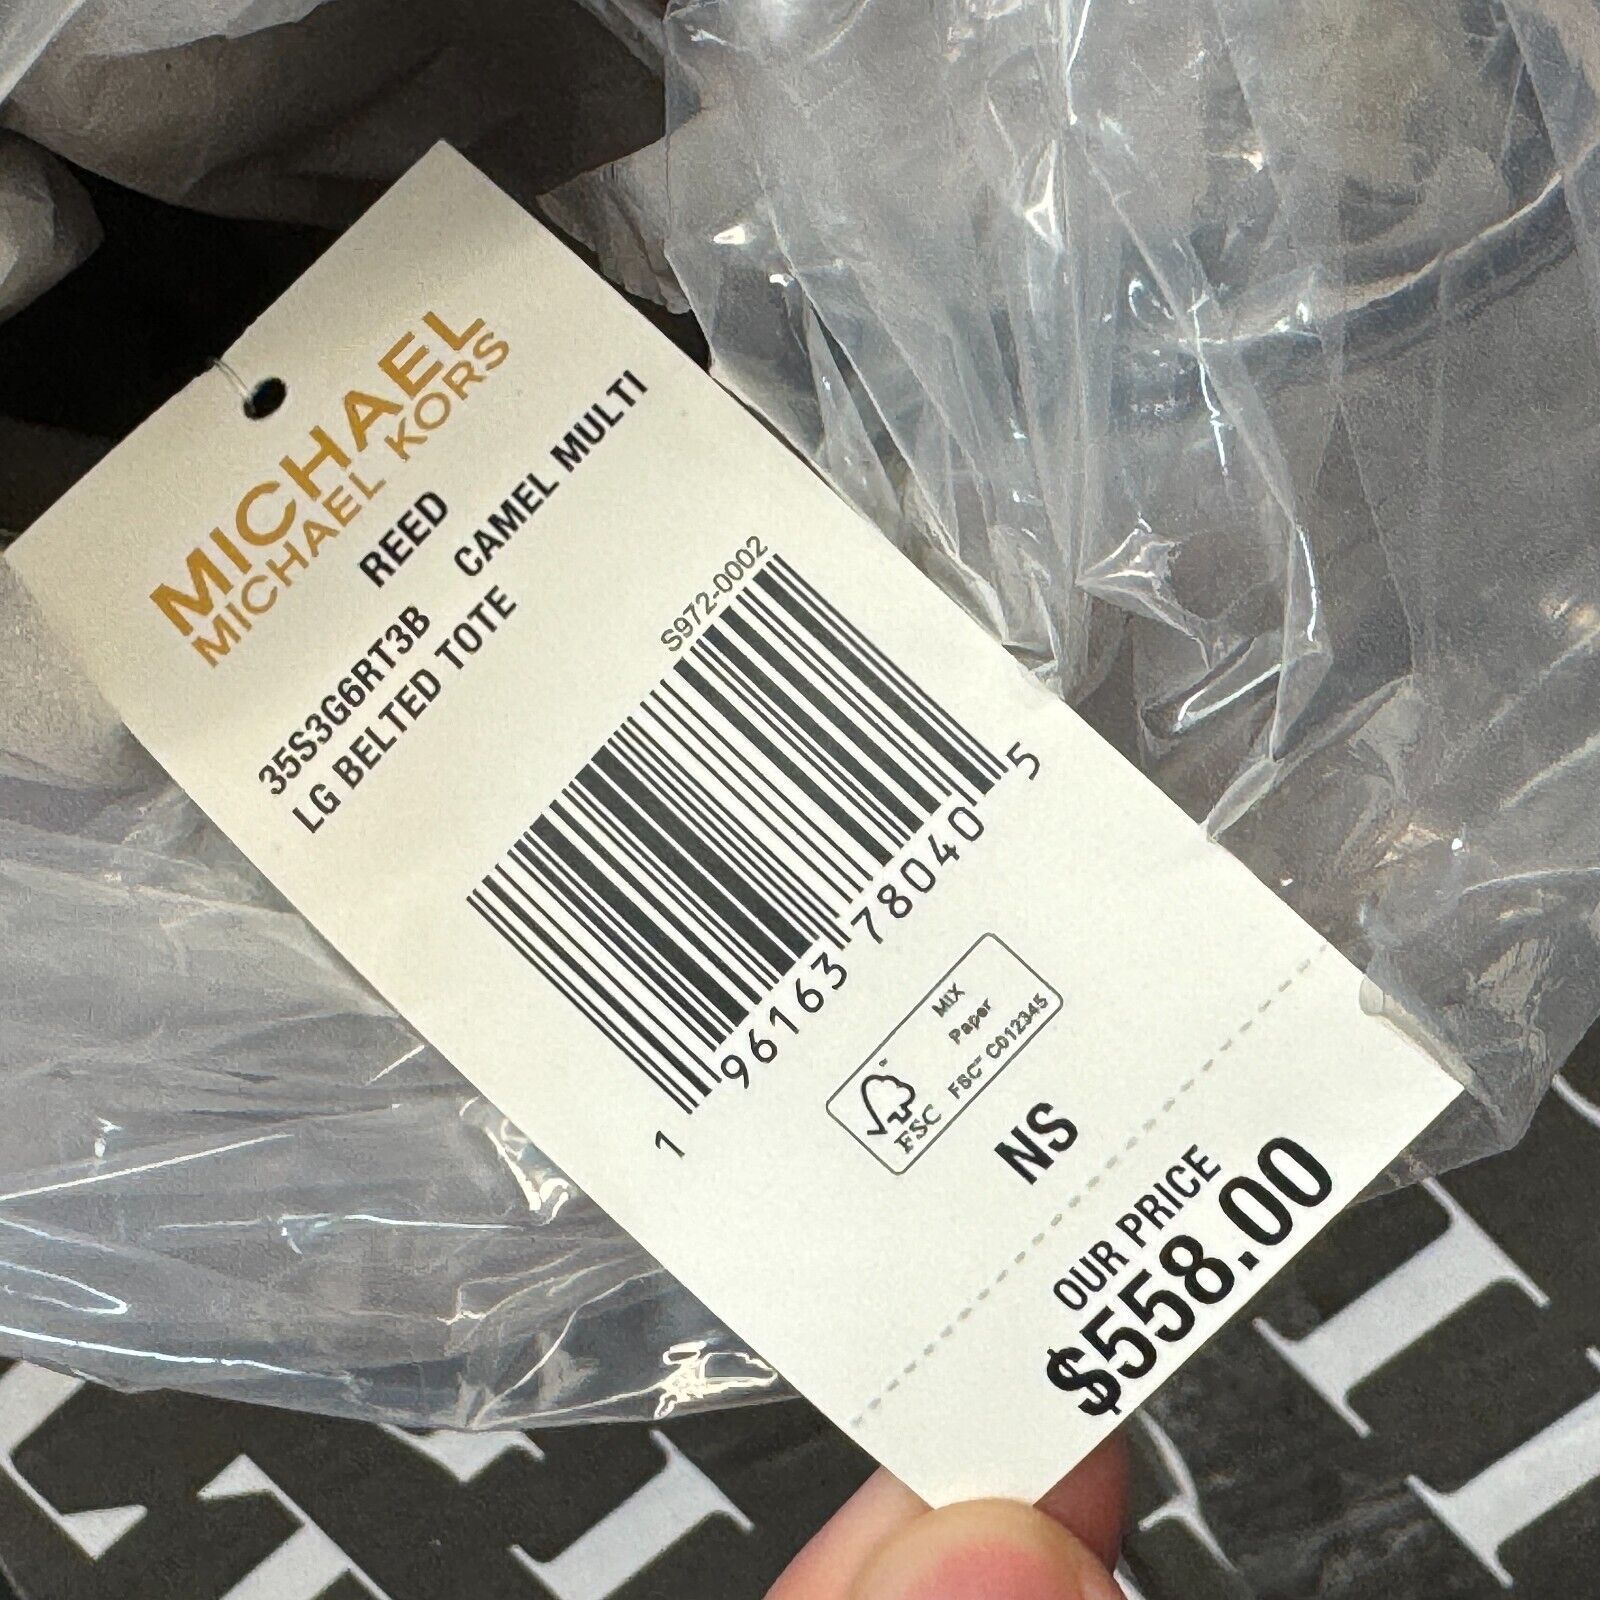 MICHAEL
MICHAEL KORS
REED
35S3G6RT3B CAMEL MULTI
LG BELTED TOTE
S972-0002
1 96163 78040 5
MIX
Paper
FSC™ C012345
FSC
NS
OUR PRICE
$558.00